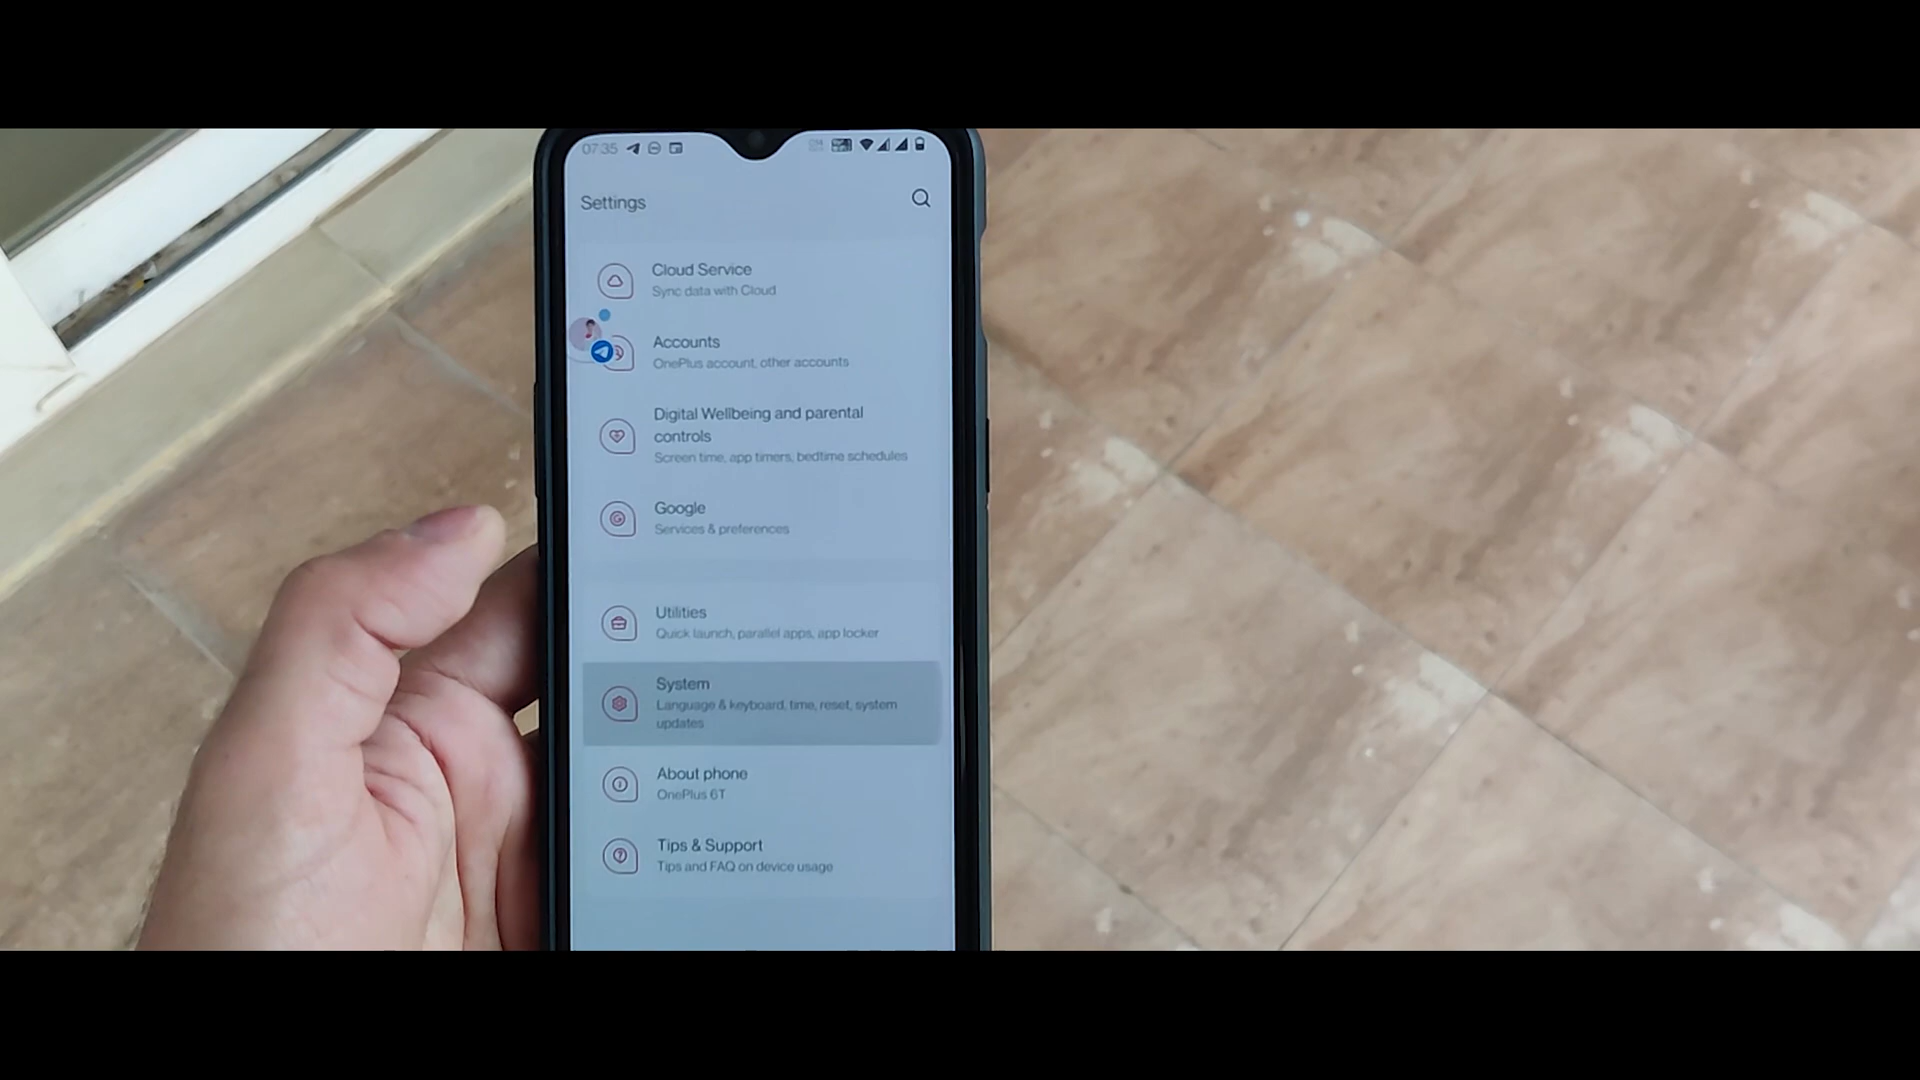 07:35
Settings
Cloud Service
Sync data with Cloud
Accounts
OnePlus account, other accounts
Digital Wellbeing and parental
controls
Screen time, app timers, bedtime schedules
Google
Services & preferences
Utilities
Quick launch, parallel apps, app locker
System
Language & keyboard, time, reset, system
updates
About phone
OnePlus 6T
Tips & Support
Tips and FAQ on device usage